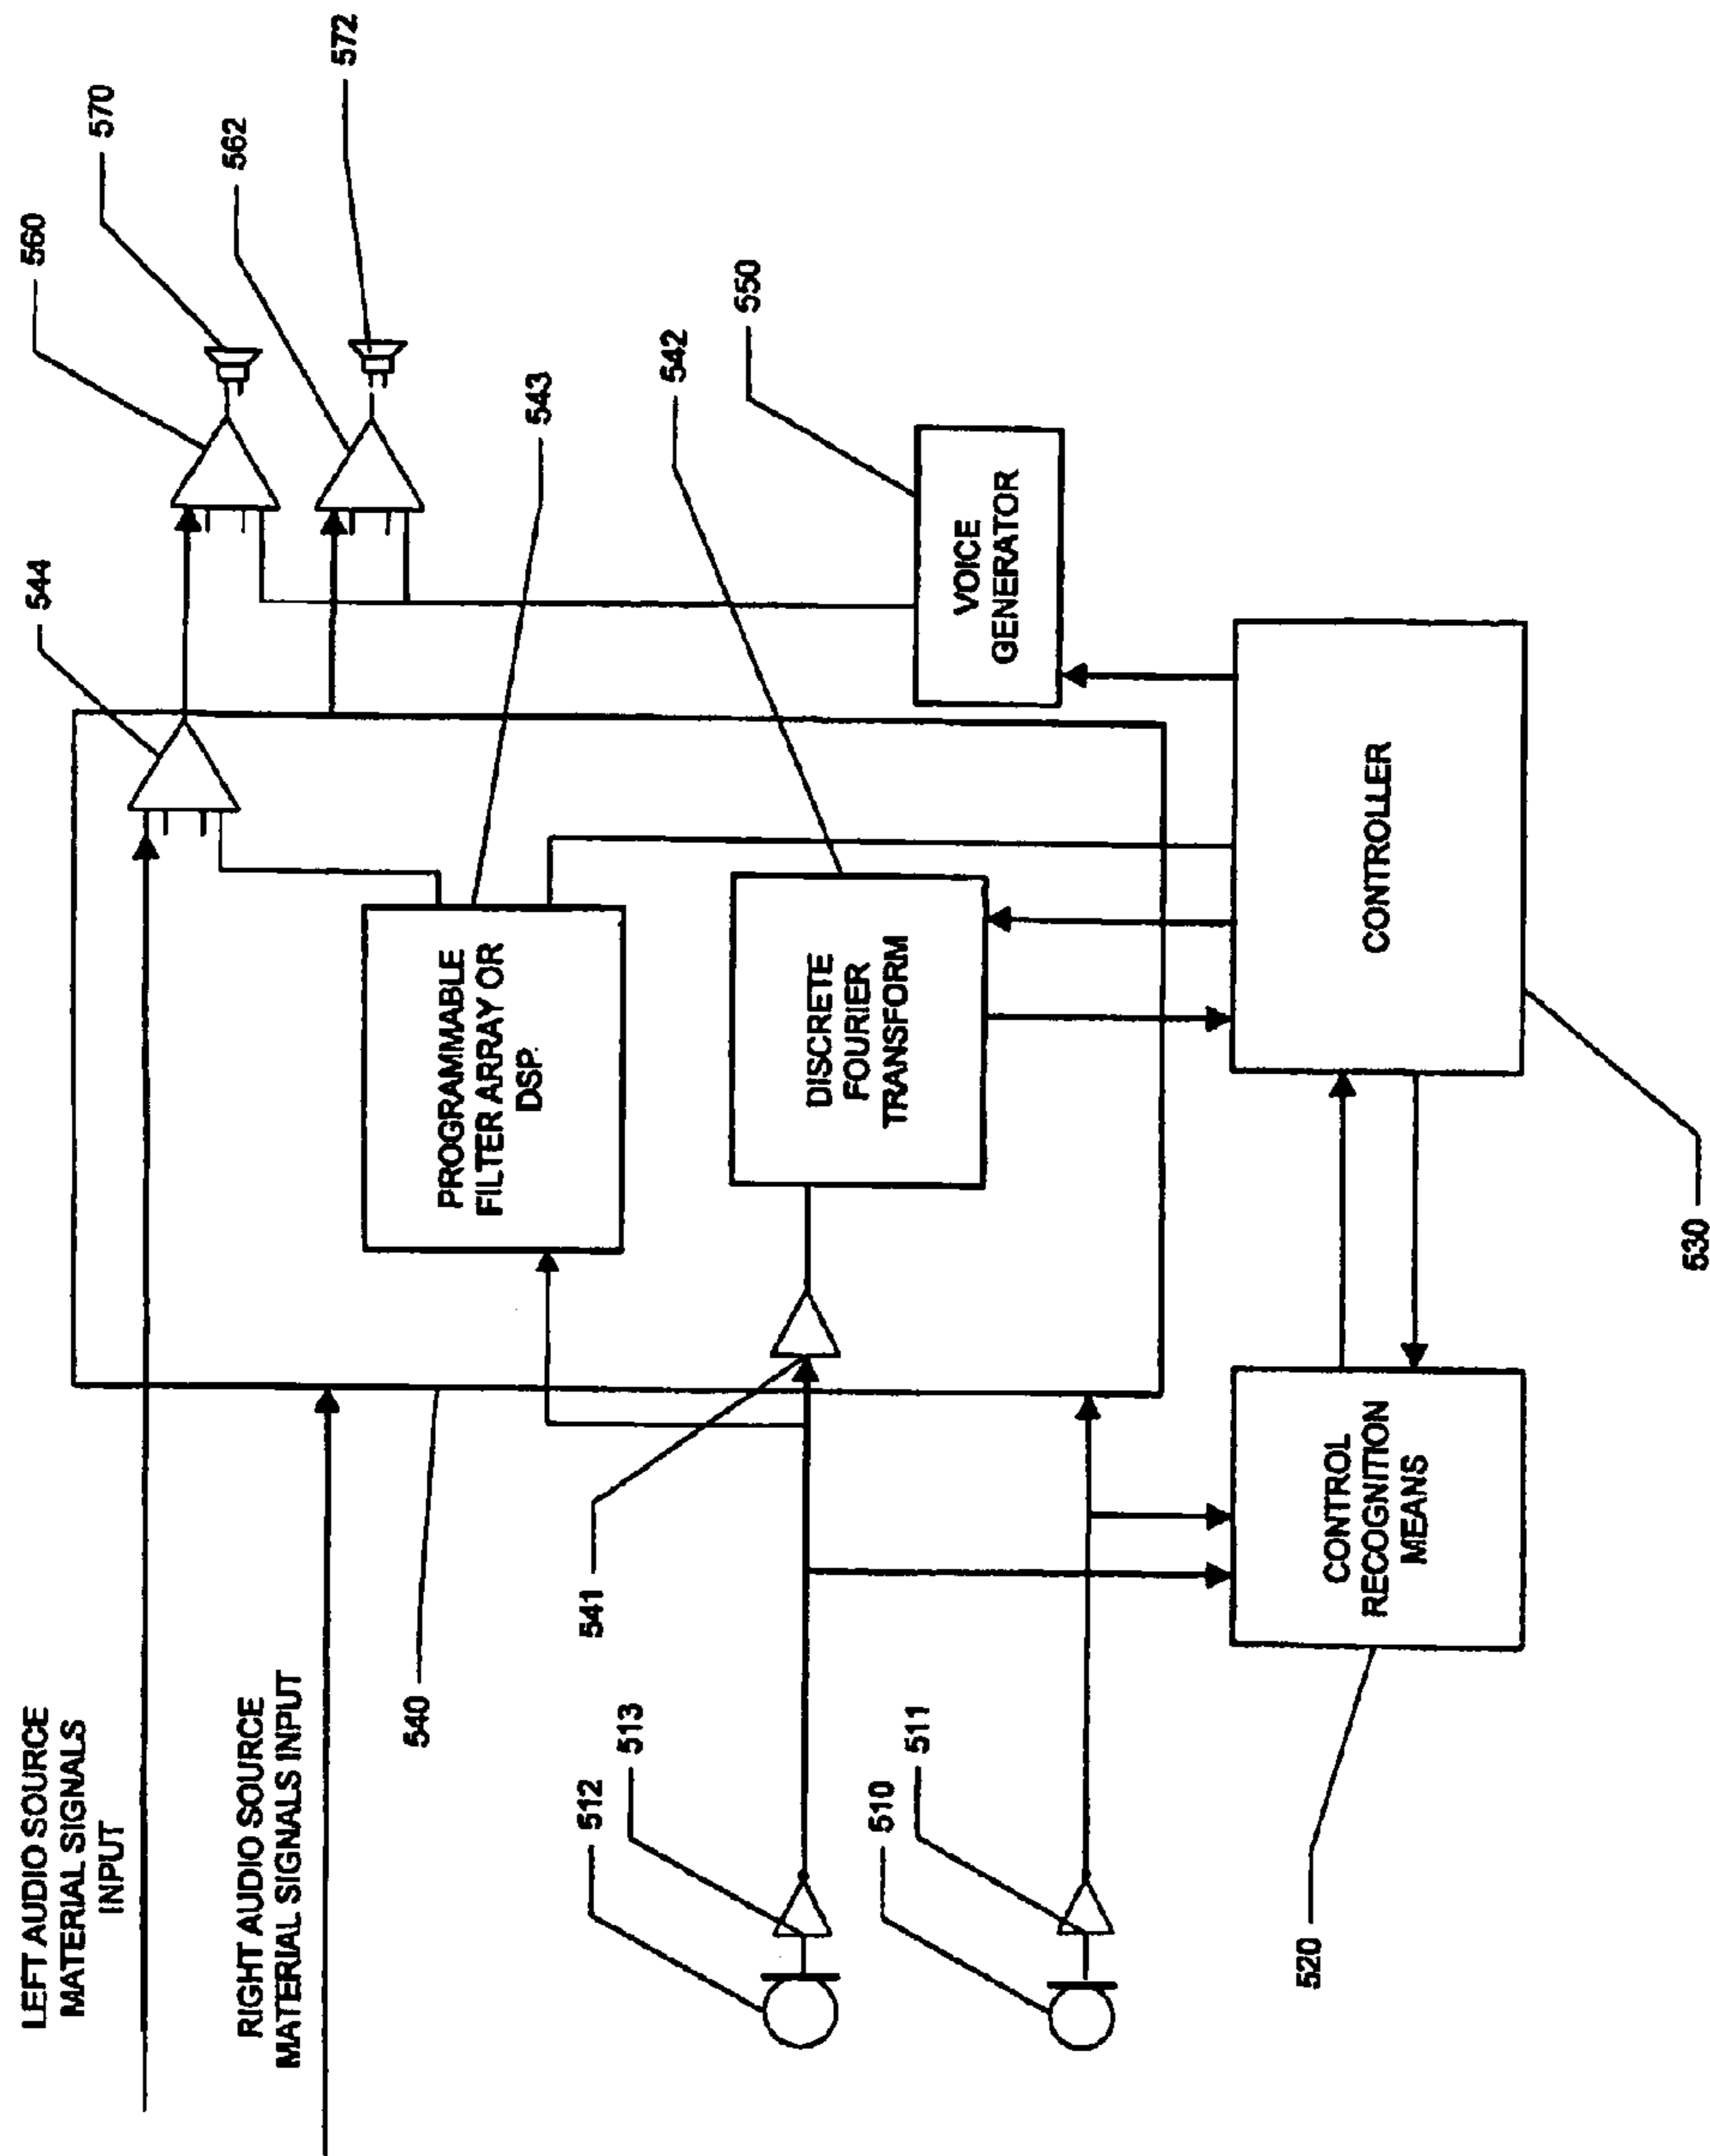 LEFT AUDIO SOURCE
MATERIAL SIGNALS
INPUT
RIGHT AUDIO SOURCE
MATERIAL SIGNALS INPUT
544
560
570
562
572
543
542
550
PROGRAMMABLE
FILTER ARRAY OR
DSP.
DISCRETE
FOURIER
TRANSFORM
VOICE
GENERATOR
540
541
512
513
510
511
CONTROL
RECOGNITION
MEANS
CONTROLLER
520
530